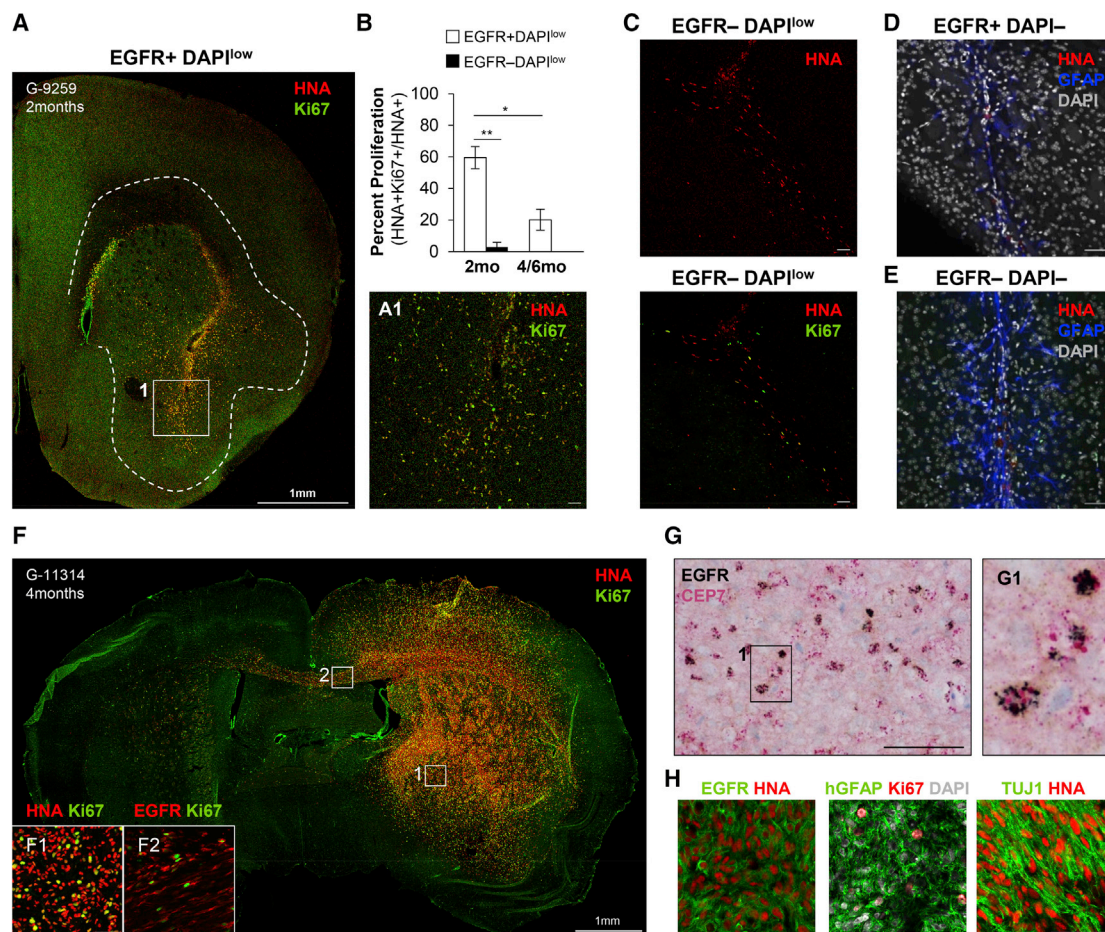 A
EGFR+ DAPIlow
G-9259
2months
HNA
Ki67
1
1mm
B
EGFR+DAPIlow
EGFR–DAPIlow
Percent Proliferation
(HNA+Ki67+/HNA+)
100
80
60
40
20
0
*
**
2mo
4/6mo
A1
HNA
Ki67
C
EGFR– DAPIlow
HNA
EGFR– DAPIlow
HNA
Ki67
D
EGFR+ DAPI–
HNA
GFAP
DAPI
E
EGFR– DAPI–
HNA
GFAP
DAPI
F
G-11314
4months
HNA
Ki67
2
1
HNA Ki67
EGFR Ki67
F1
F2
1mm
G
EGFR
CEP7
1
G1
H
EGFR HNA
hGFAP Ki67 DAPI
TUJ1 HNA